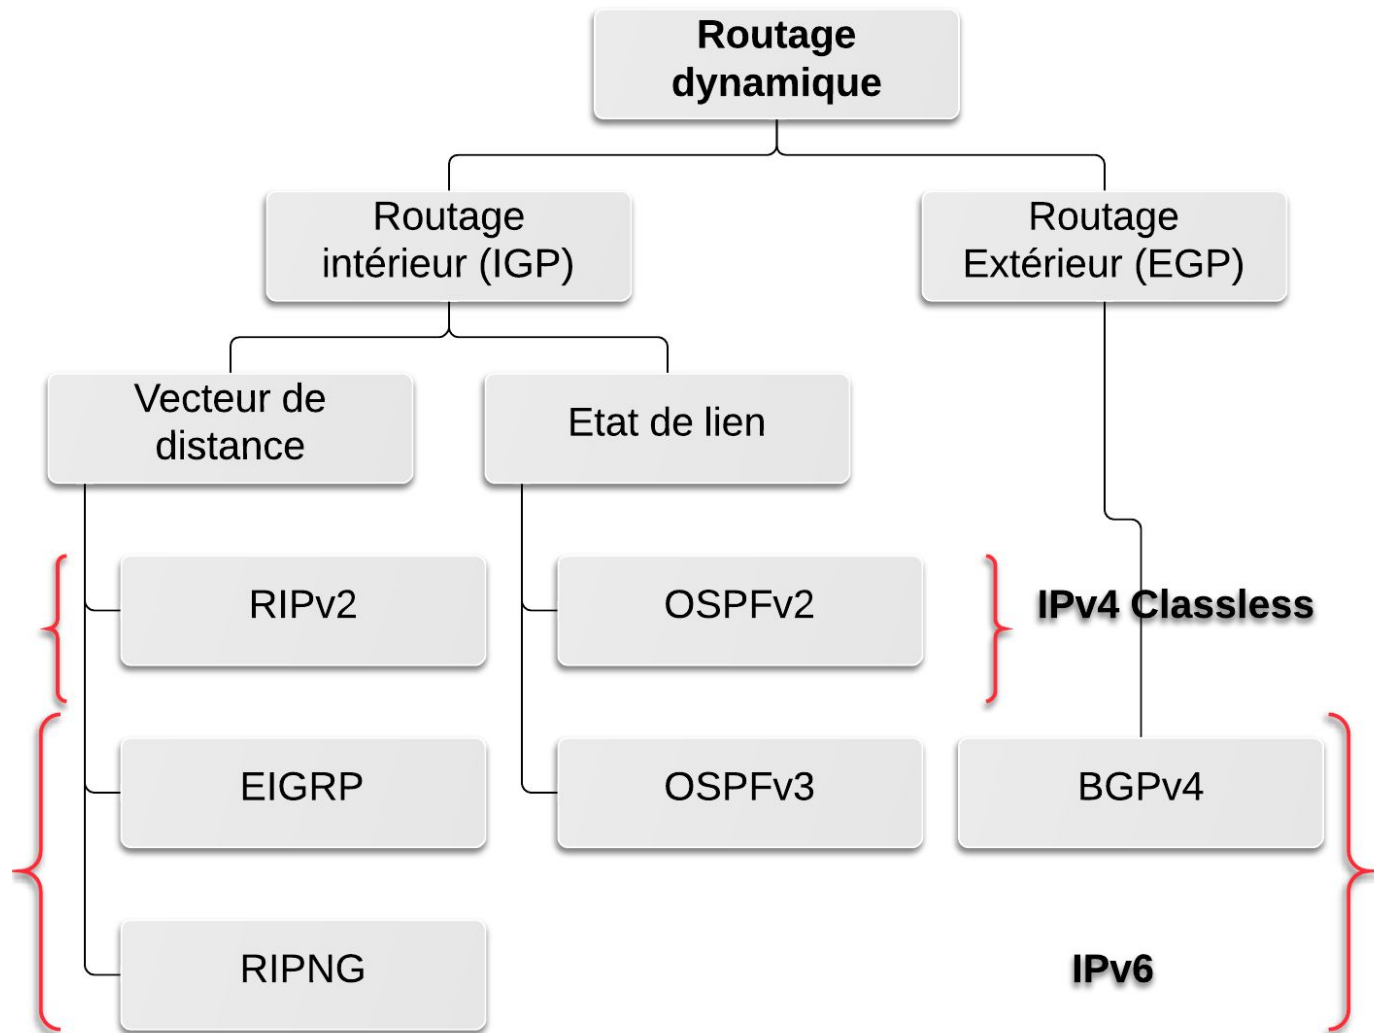 Routage
dynamique
Routage
intérieur (IGP)
Routage
Extérieur (EGP)
Vecteur de
distance
Etat de lien
RIPv2
OSPFv2
IPv4 Classless
EIGRP
OSPFv3
BGPv4
RIPNG
IPv6